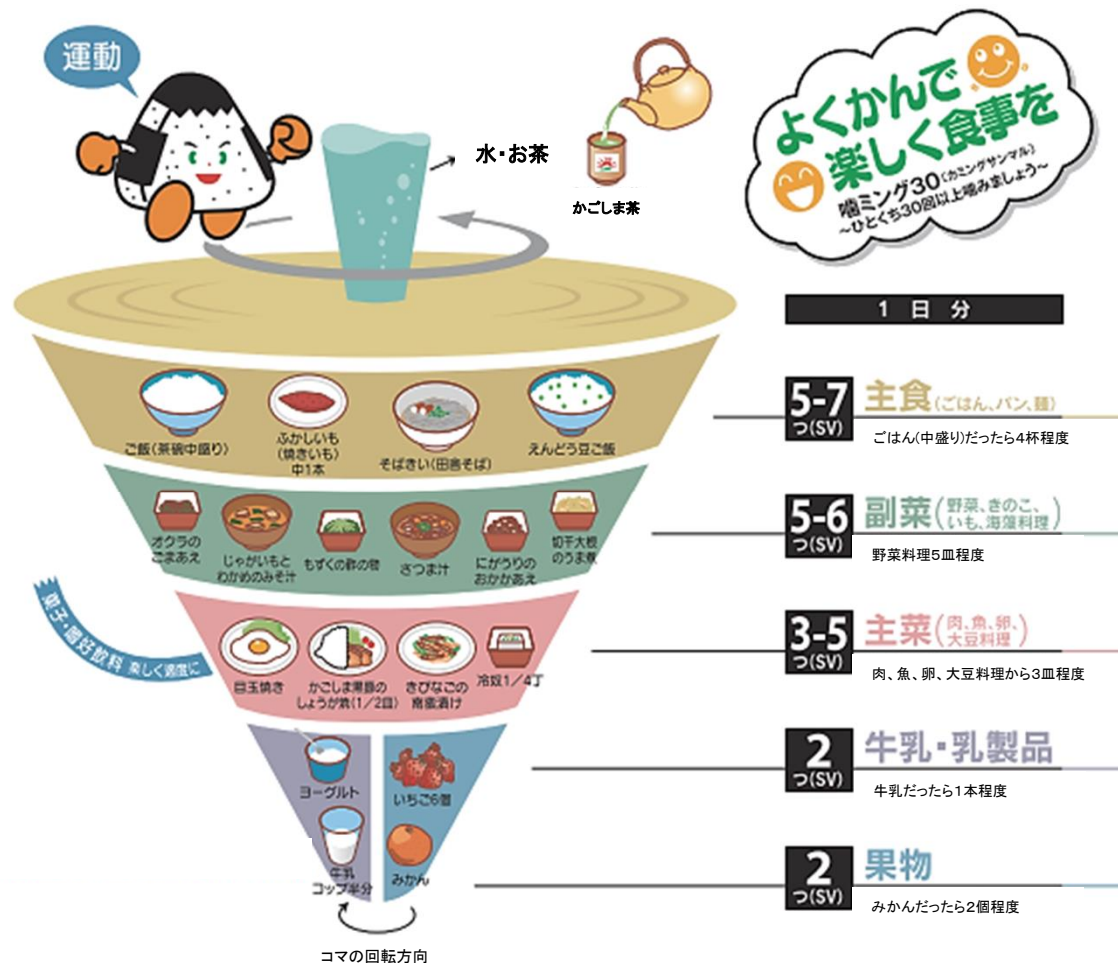 運動
水・お茶
かごしま茶
よくかんで
楽しく食事を
噛ミング30(カミングサンマル)
~ひとくち30回以上噛みましょう~
1日分
ご飯(茶碗中盛り)
ふかしいも
(焼きいも)
中1本
そばきい(田舎そば)
えんどう豆ご飯
5-7
つ(SV)
主食(ごはん、パン、麺)
ごはん(中盛り)だったら4杯程度
オクラの
ごまあえ
じゃがいもと
わかめのみそ汁
もずくの酢の物
さつま汁
にがうりの
おかかあえ
切干大根
のうま煮
5-6
つ(SV)
副菜(野菜、きのこ、
いも、海藻料理)
野菜料理5皿程度
菓子・嗜好飲料 楽しく適度に
目玉焼き
かごしま黒豚の
しょうが焼(1/2皿)
きびなごの
南蛮漬け
冷奴1/4丁
3-5
つ(SV)
主菜(肉、魚、卵、
大豆料理)
肉、魚、卵、大豆料理から3皿程度
ヨーグルト
いちご6個
牛乳
コップ半分
みかん
2
つ(SV)
牛乳・乳製品
牛乳だったら1本程度
2
つ(SV)
果物
みかんだったら2個程度
コマの回転方向